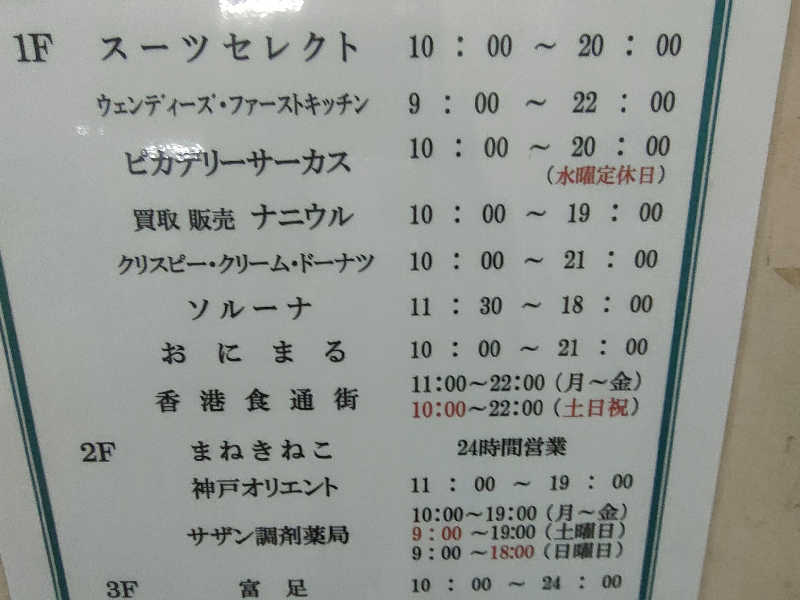 1F スーツセレクト 10：00～20：00
ウェンディーズ・ファーストキッチン 9：00～22：00
ピカデリーサーカス 10：00～20：00
（水曜定休日）
買取 販売 ナニウル 10：00～19：00
クリスピー・クリーム・ドーナツ 10：00～21：00
ソルーナ 11：30～18：00
おにまる 10：00～21：00
香港食通街 11:00～22:00（月～金）
10:00～22:00（土日祝）
2F まねきねこ 24時間営業
神戸オリエント 11：00～19：00
サザン調剤薬局 10:00～19:00（月～金）
9：00～19:00（土曜日）
9：00～18:00（日曜日）
3F 富足 10：00～24：00